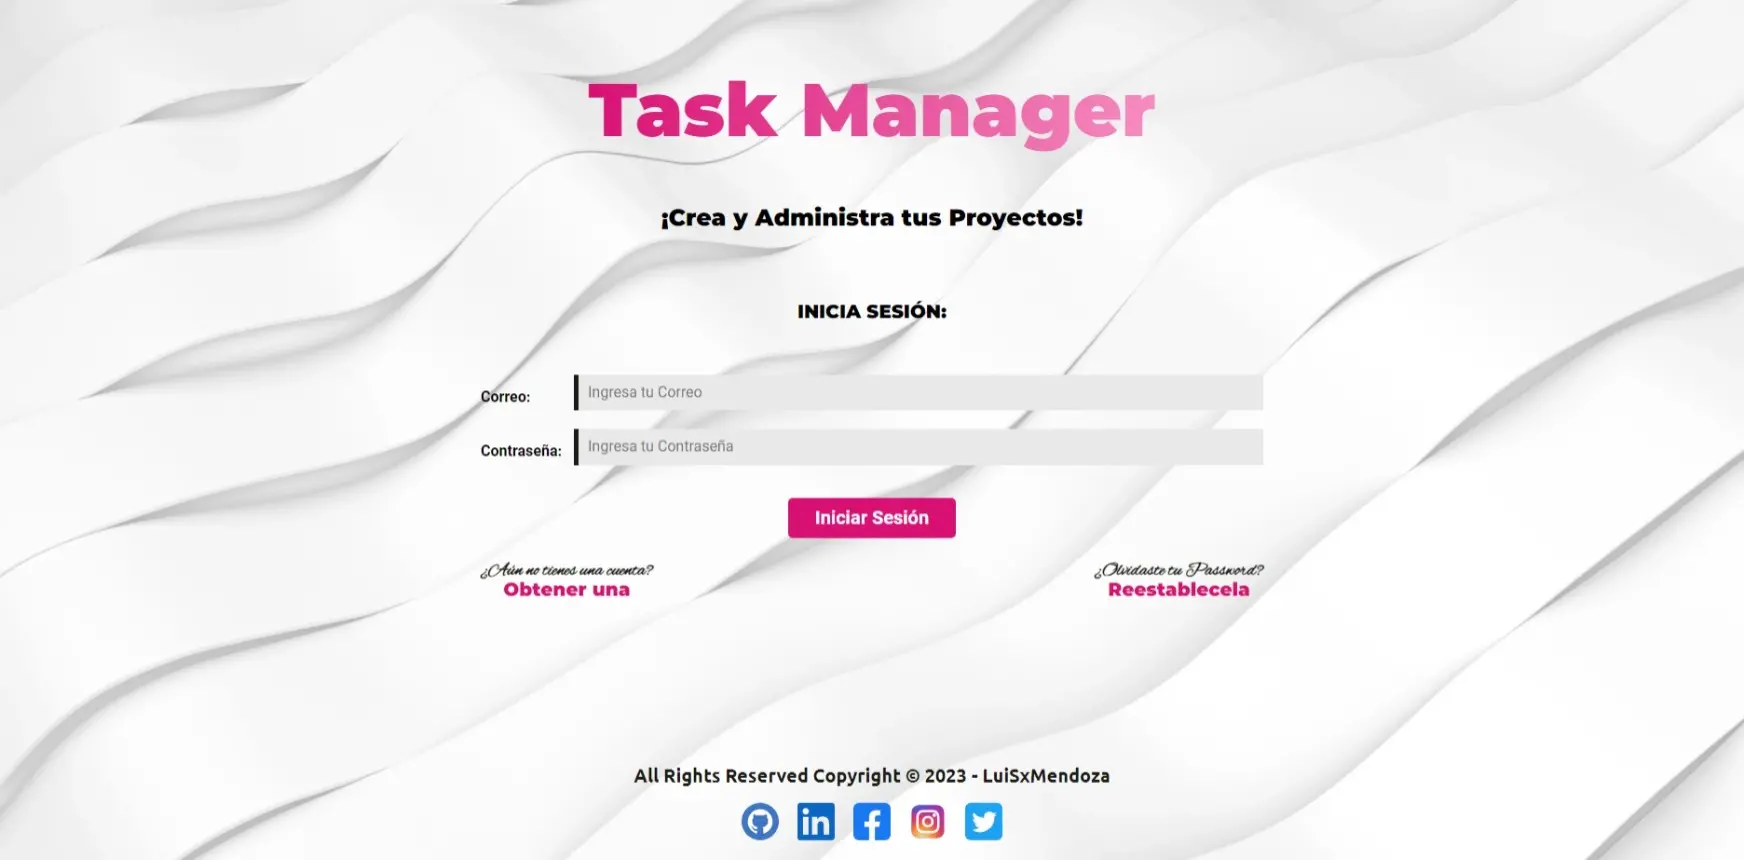 Task Manager
¡Crea y Administra tus Proyectos!
INICIA SESIÓN:
Correo:
Ingresa tu Correo
Contraseña:
Ingresa tu Contraseña
Iniciar Sesión
¿Aún no tienes una cuenta?
Obtener una
¿Olvidaste tu Password?
Reestablecela
All Rights Reserved Copyright © 2023 - LuiSxMendoza